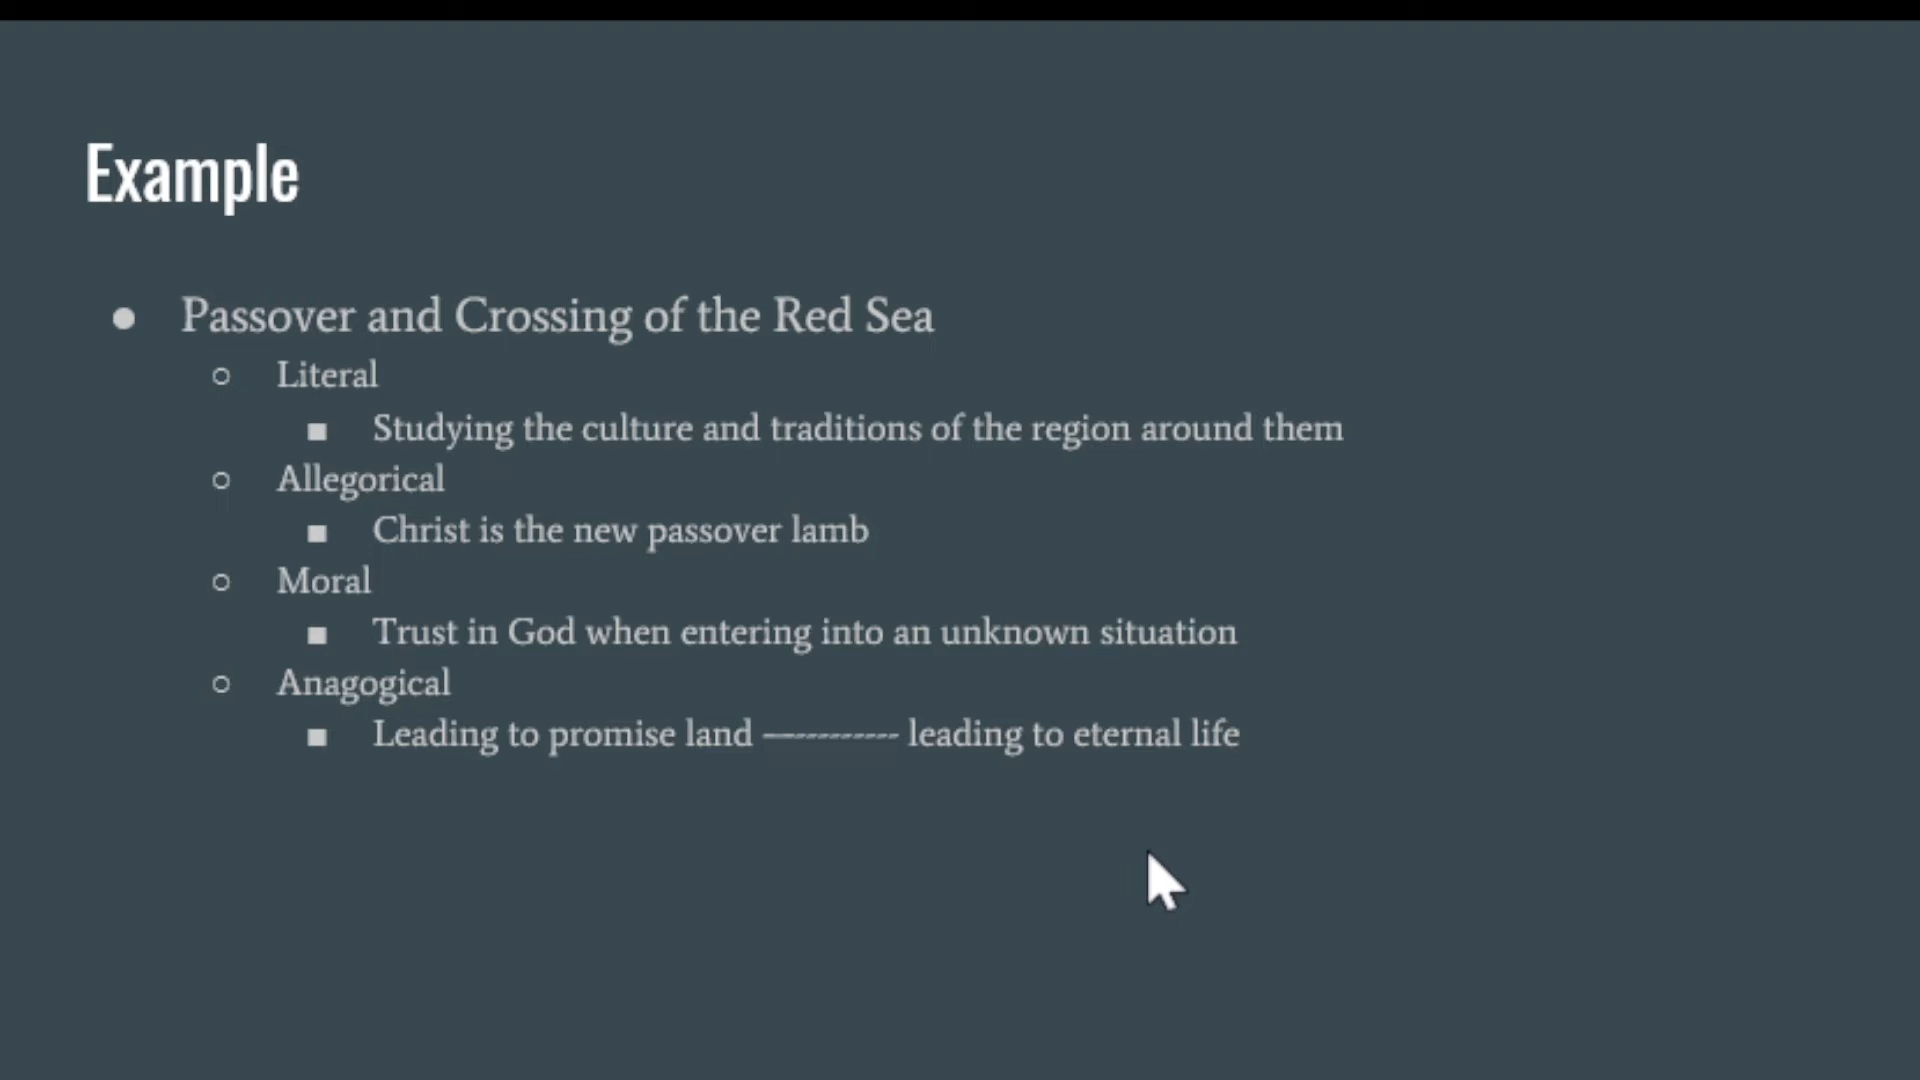 Example
● Passover and Crossing of the Red Sea
○ Literal
■ Studying the culture and traditions of the region around them
○ Allegorical
■ Christ is the new passover lamb
○ Moral
■ Trust in God when entering into an unknown situation
○ Anagogical
■ Leading to promise land ----------- leading to eternal life